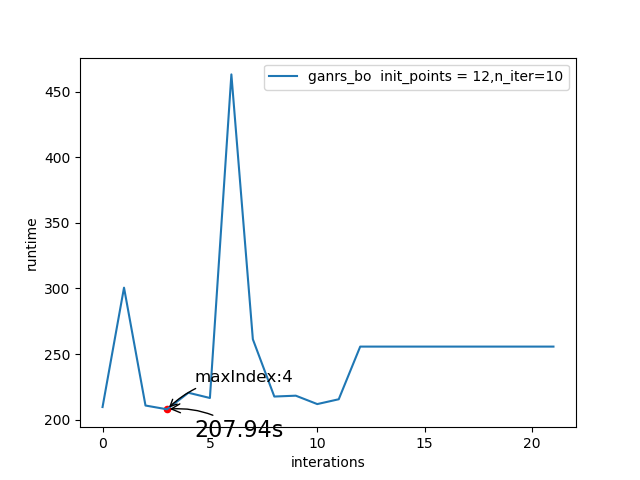 ganrs_bo  init_points = 12,n_iter=10
450
400
350
300
250
200
runtime
maxIndex:4
207.94s
0
5
10
15
20
interations